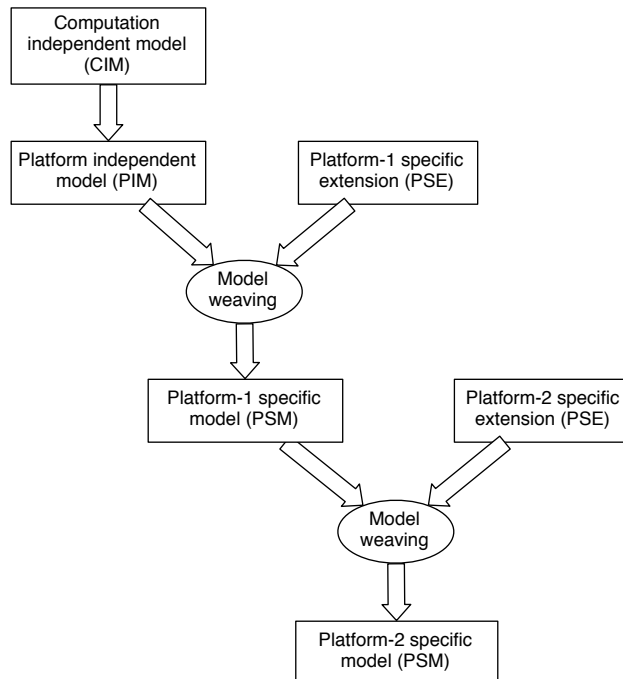 Computation
independent model
(CIM)
Platform independent
model (PIM)
Platform-1 specific
extension (PSE)
Model
weaving
Platform-1 specific
model (PSM)
Platform-2 specific
extension (PSE)
Model
weaving
Platform-2 specific
model (PSM)